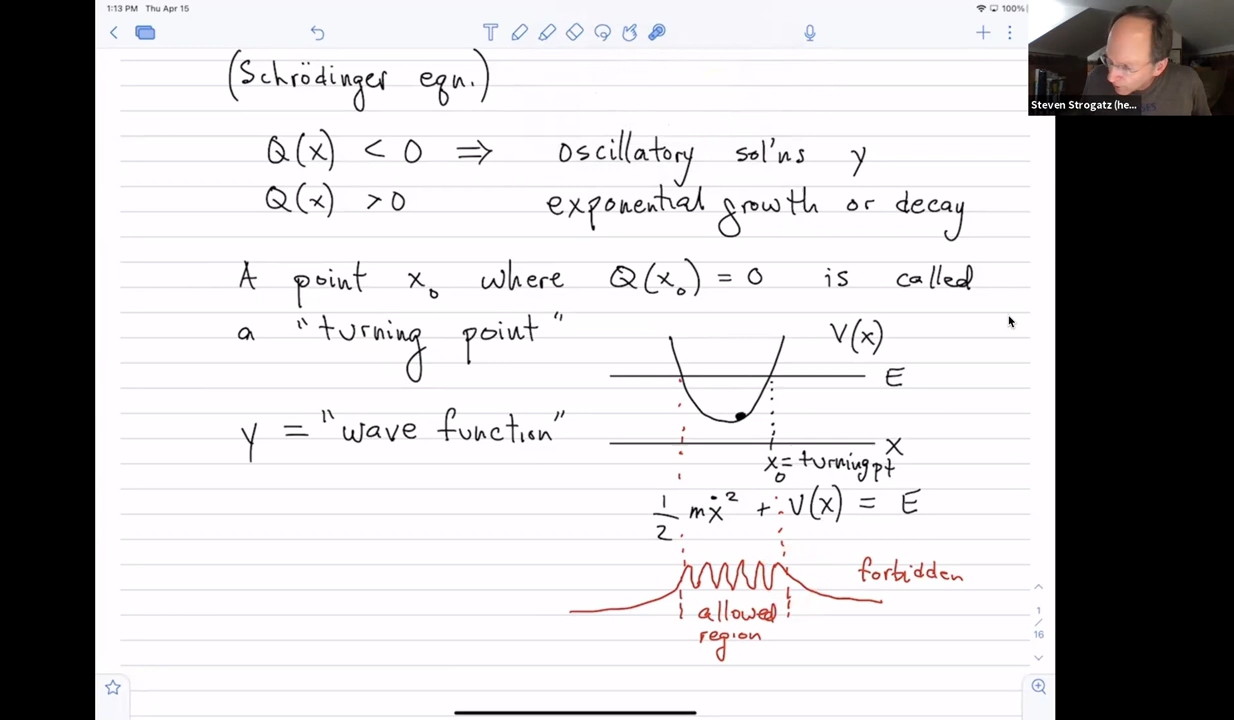 1:13 PM Thu Apr 15
100%
(Schrödinger eqn.)
Steven Strogatz (he...
Q(x) < 0 ⇒ oscillatory sol'ns y
Q(x) > 0 exponential growth or decay
A point x₀ where Q(x₀) = 0 is called
a "turning point"
V(x)
E
y = "wave function"
X
x₀ = turning pt
1/2 mẋ² + V(x) = E
forbidden
allowed
region
1
/
16